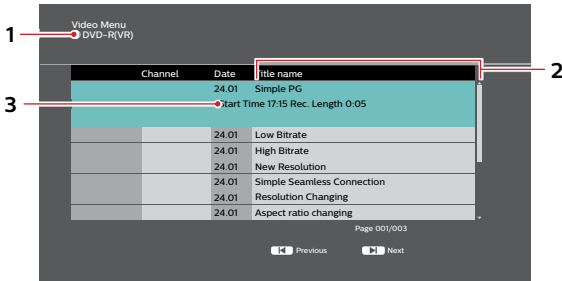 Video Menu
1 DVD-R(VR)
2
Channel Date Title name
24.01 Simple PG
3 Start Time 17:15 Rec. Length 0:05
24.01 Low Bitrate
24.01 High Bitrate
24.01 New Resolution
24.01 Simple Seamless Connection
24.01 Resolution Changing
24.01 Aspect ratio changing
Page 001/003
Previous Next